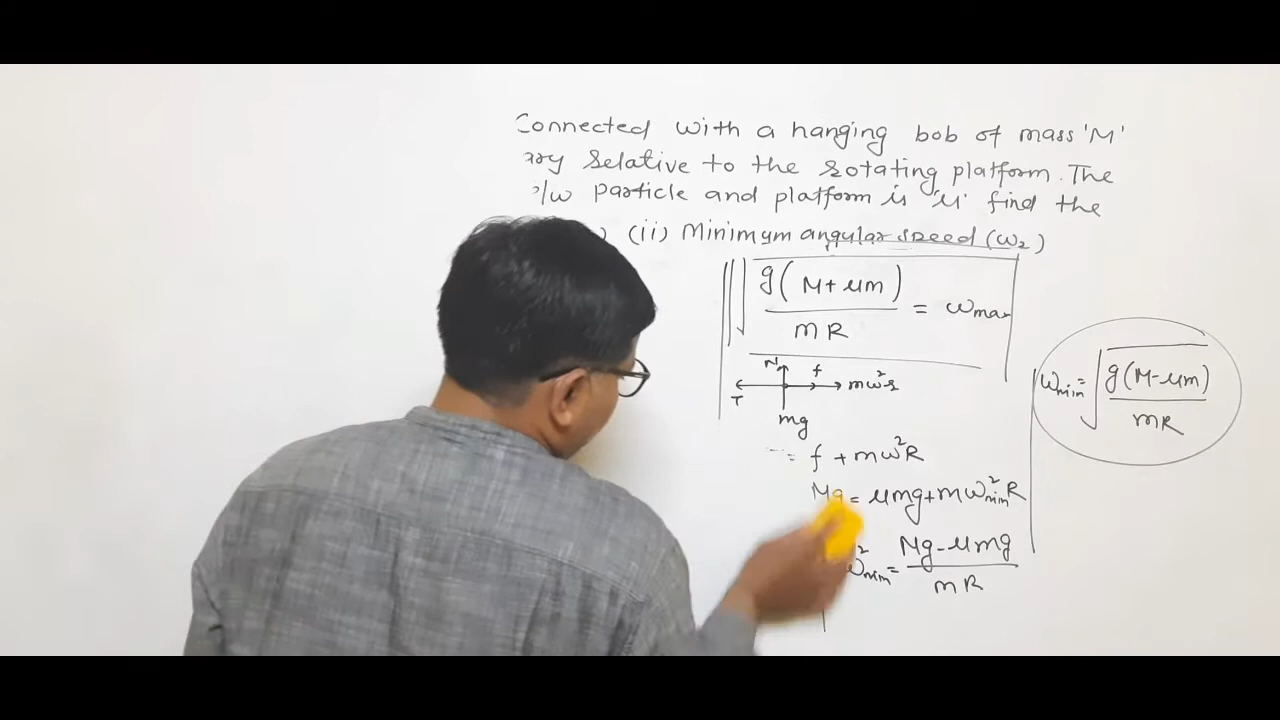 Connected with a hanging bob of mass 'M'
relative to the rotating platform. The
particle and platform is 'μ' find the
) (ii) Minimum angular speed (ω₂)
√(g(M+μm)/mR) = ωmax
N f
T mω²r
mg
ωmin = √(g(M-μm)/mR)
= f + mω²R
Mg = μmg + mω²min R
ω²min = (Mg - μmg)/mR